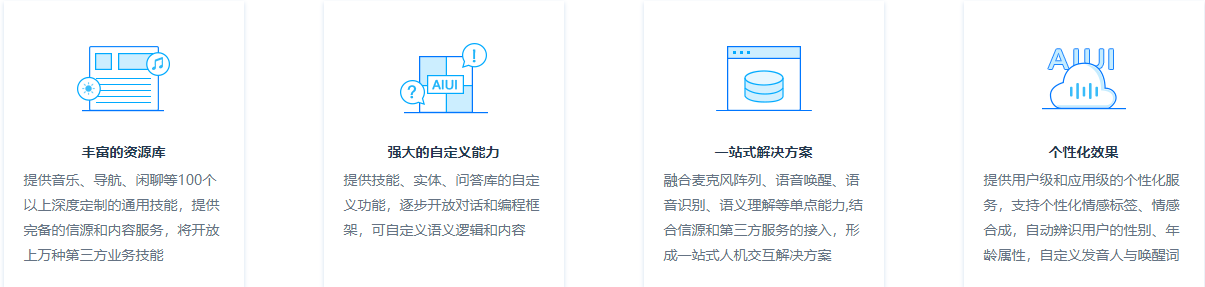 AIUI
?
!
AIUI
丰富的资源库
提供音乐、导航、闲聊等100个
以上深度定制的通用技能，提供
完备的信源和内容服务，将开放
上万种第三方业务技能
强大的自定义能力
提供技能、实体、问答库的自定
义功能，逐步开放对话和编程框
架，可自定义语义逻辑和内容
一站式解决方案
融合麦克风阵列、语音唤醒、语
音识别、语义理解等单点能力,结
合信源和第三方服务的接入，形
成一站式人机交互解决方案
个性化效果
提供用户级和应用级的个性化服
务，支持个性化情感标签、情感
合成，自动辨识用户的性别、年
龄属性，自定义发音人与唤醒词